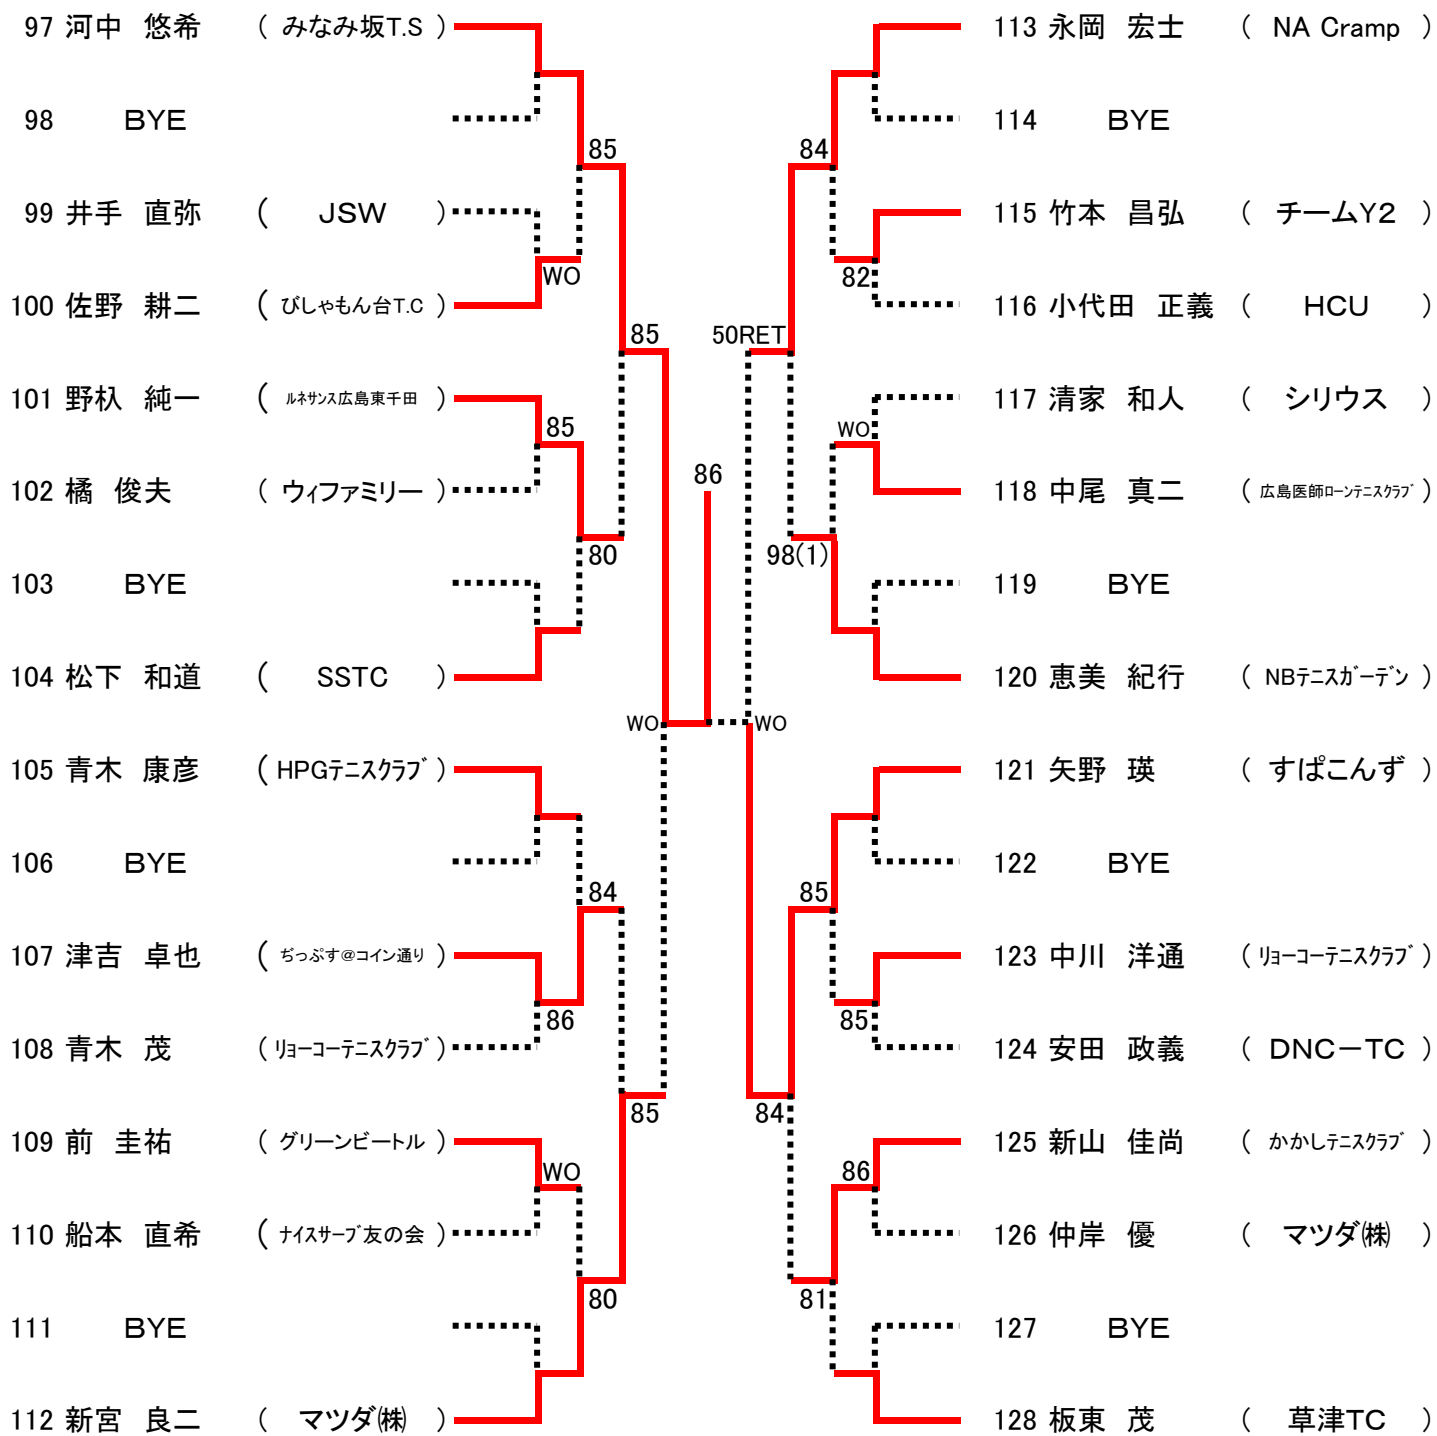 97 河中 悠希 ( みなみ坂T.S )
98 BYE
85
99 井手 直弥 ( JSW )
WO
100 佐野 耕二 ( びしゃもん台T.C )
85
101 野杁 純一 ( ルネサンス広島東千田 )
85
102 橘 俊夫 ( ウィファミリー )
80
103 BYE
104 松下 和道 ( SSTC )
WO
105 青木 康彦 ( HPGテニスクラブ )
106 BYE
84
107 津吉 卓也 ( ぢっぷす@コイン通り )
86
108 青木 茂 ( リョーコーテニスクラブ )
85
109 前 圭祐 ( グリーンビートル )
WO
110 船本 直希 ( ナイスサーブ友の会 )
80
111 BYE
112 新宮 良二 ( マツダ㈱ )
86
113 永岡 宏士 ( NA Cramp )
114 BYE
84
115 竹本 昌弘 ( チームY2 )
82
116 小代田 正義 ( HCU )
50RET
117 清家 和人 ( シリウス )
WO
118 中尾 真二 ( 広島医師ローンテニスクラブ )
98(1)
119 BYE
120 恵美 紀行 ( NBテニスガーデン )
WO
121 矢野 瑛 ( すぱこんず )
122 BYE
85
123 中川 洋通 ( リョーコーテニスクラブ )
85
124 安田 政義 ( DNC－TC )
84
125 新山 佳尚 ( かかしテニスクラブ )
86
126 仲岸 優 ( マツダ㈱ )
81
127 BYE
128 板東 茂 ( 草津TC )